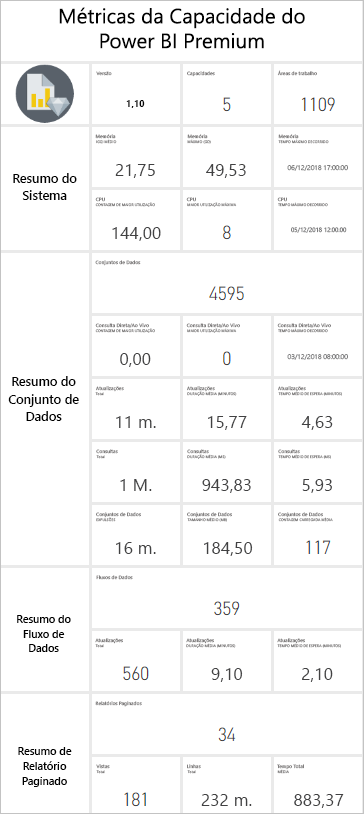 Métricas da Capacidade do
Power BI Premium
Versão
Capacidades
Áreas de trabalho
1,10
5
1109
Resumo do
Sistema
Memória
Memória
MÁXIMO (GB)
Memória
TEMPO MÁXIMO DECORRIDO
21,75
49,53
06/12/2018 17:00:00
CPU
CONTAGEM DE MAIOR UTILIZAÇÃO
CPU
MAIOR UTILIZAÇÃO MÁXIMA
CPU
TEMPO MÁXIMO DECORRIDO
144,00
8
05/12/2018 12:00:00
Resumo do
Conjunto de
Dados
Conjuntos de Dados
4595
Consulta Direta/Ao Vivo
CONTAGEM DE MAIOR UTILIZAÇÃO
Consulta Direta/Ao Vivo
MAIOR UTILIZAÇÃO MÁXIMA
Consulta Direta/Ao Vivo
TEMPO MÁXIMO DECORRIDO
0,00
0
03/12/2018 08:00:00
Atualizações
Total
Atualizações
DURAÇÃO MÉDIA (MINUTOS)
Atualizações
TEMPO MÉDIO DE ESPERA (MINUTOS)
11 m.
15,77
4,63
Consultas
Total
Consultas
DURAÇÃO MÉDIA (MS)
Consultas
TEMPO MÉDIO DE ESPERA (MS)
1 M.
943,83
5,93
Conjuntos de Dados
EXPULSÕES
Conjuntos de Dados
TAMANHO MÉDIO (MB)
Conjuntos de Dados
CONTAGEM CARREGADA MÉDIA
16 m.
184,50
117
Resumo do
Fluxo de
Dados
Fluxos de Dados
359
Atualizações
Total
Atualizações
DURAÇÃO MÉDIA (MINUTOS)
Atualizações
TEMPO MÉDIO DE ESPERA (MINUTOS)
560
9,10
2,10
Resumo de
Relatório
Paginado
Relatórios Paginados
34
Vistas
Total
Linhas
Total
Tempo Total
MÉDIA
181
232 m.
883,37